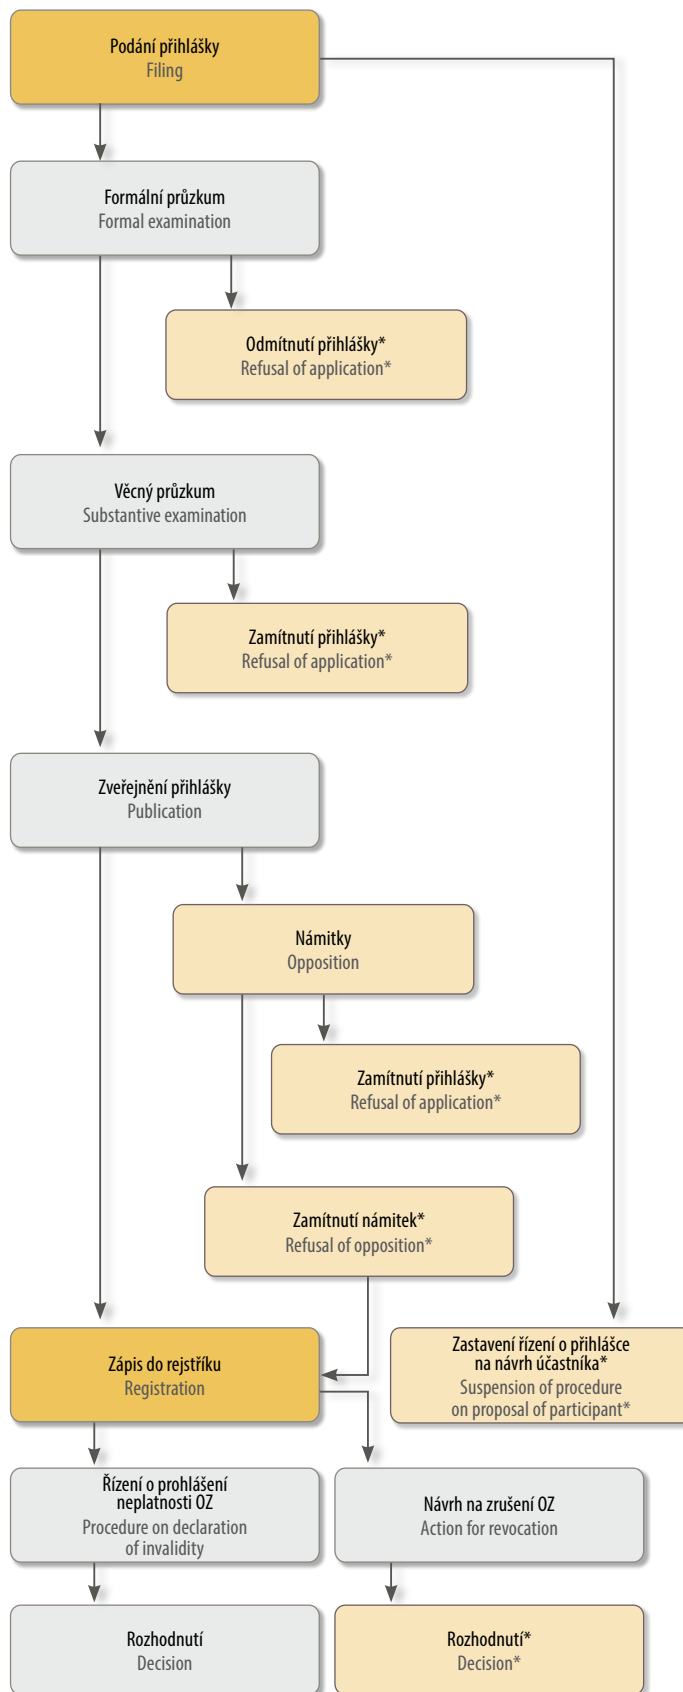 Podání přihlášky
Filing
Formální průzkum
Formal examination
Odmítnutí přihlášky*
Refusal of application*
Věcný průzkum
Substantive examination
Zamítnutí přihlášky*
Refusal of application*
Zveřejnění přihlášky
Publication
Námitky
Opposition
Zamítnutí přihlášky*
Refusal of application*
Zamítnutí námitek*
Refusal of opposition*
Zápis do rejstříku
Registration
Zastavení řízení o přihlášce
na návrh účastníka*
Suspension of procedure
on proposal of participant*
Řízení o prohlášení
neplatnosti OZ
Procedure on declaration
of invalidity
Návrh na zrušení OZ
Action for revocation
Rozhodnutí
Decision
Rozhodnutí*
Decision*